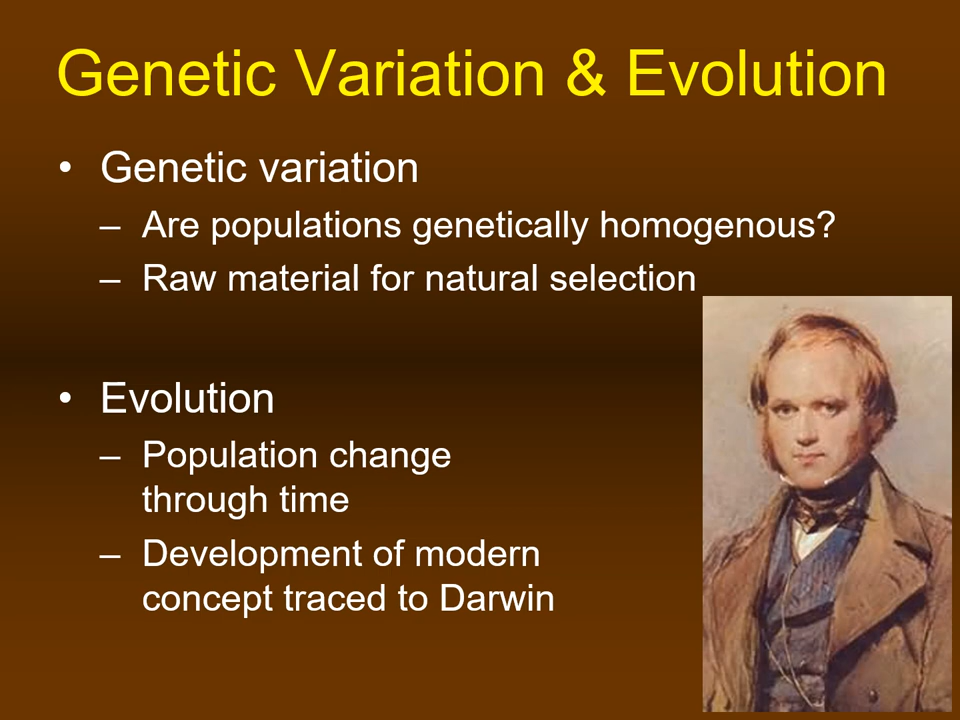 Genetic Variation & Evolution
• Genetic variation
– Are populations genetically homogenous?
– Raw material for natural selection
• Evolution
– Population change
through time
– Development of modern
concept traced to Darwin